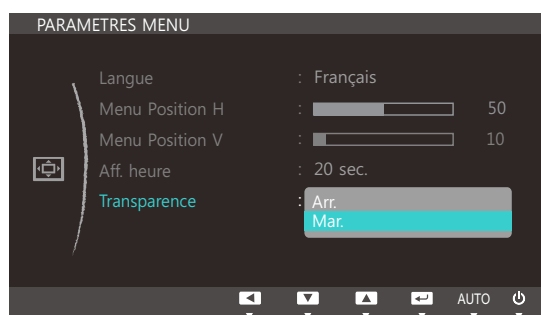 PARAMETRES MENU
Langue : Français
Menu Position H : 50
Menu Position V : 10
Aff. heure : 20 sec.
Transparence : Arr.
Mar.
AUTO